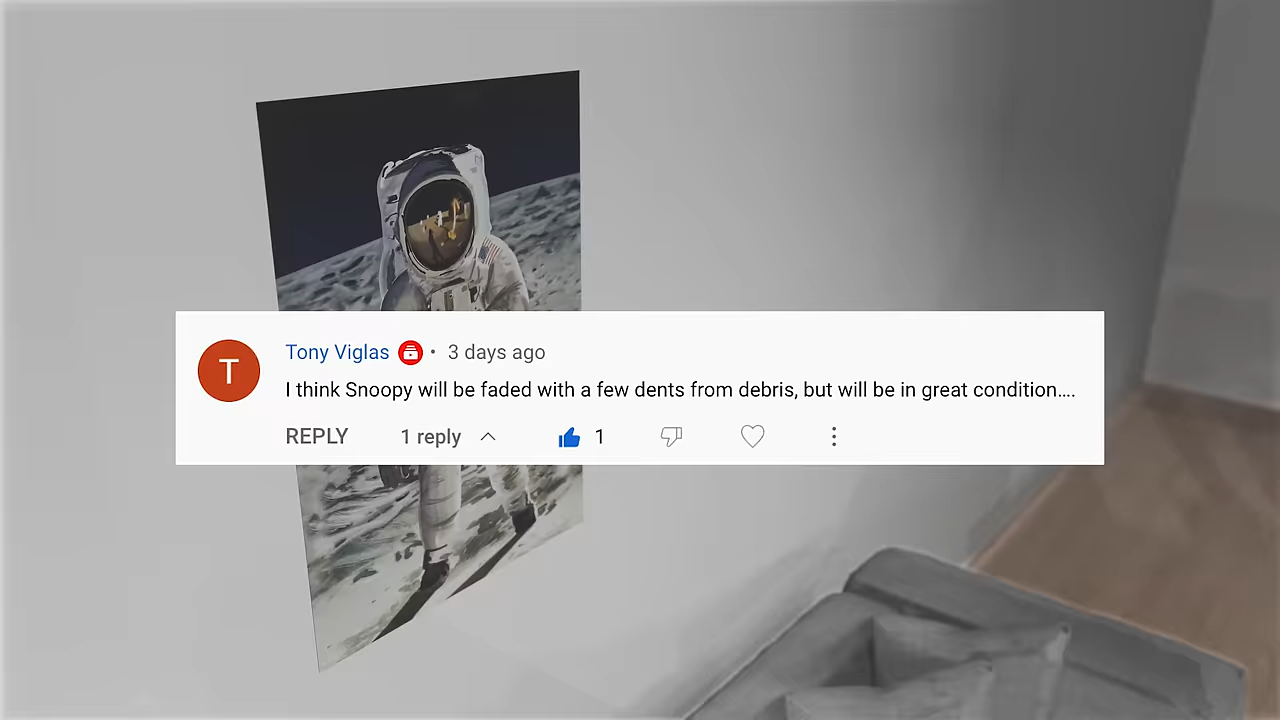 T
Tony Viglas • 3 days ago
I think Snoopy will be faded with a few dents from debris, but will be in great condition....
REPLY 1 reply 1